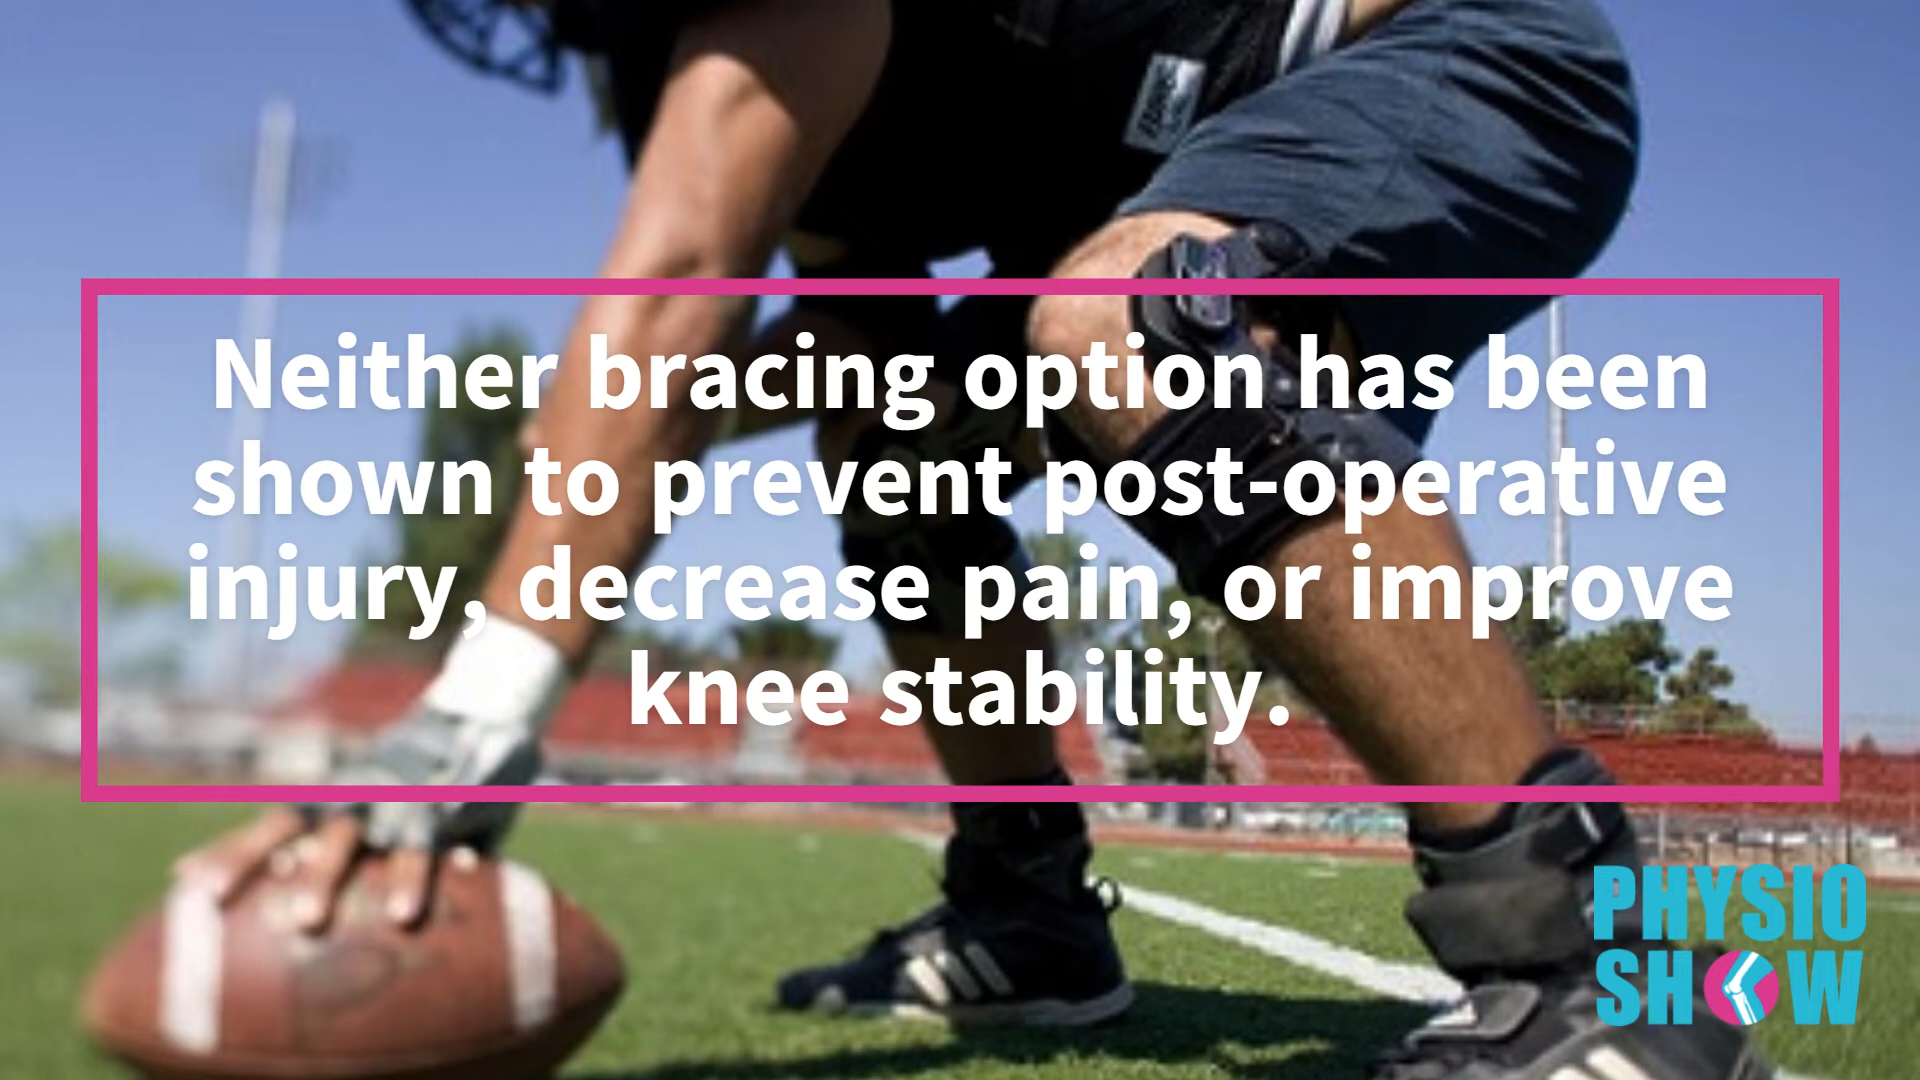 Neither bracing option has been
shown to prevent post-operative
injury, decrease pain, or improve
knee stability.
PHYSIO
SHOW